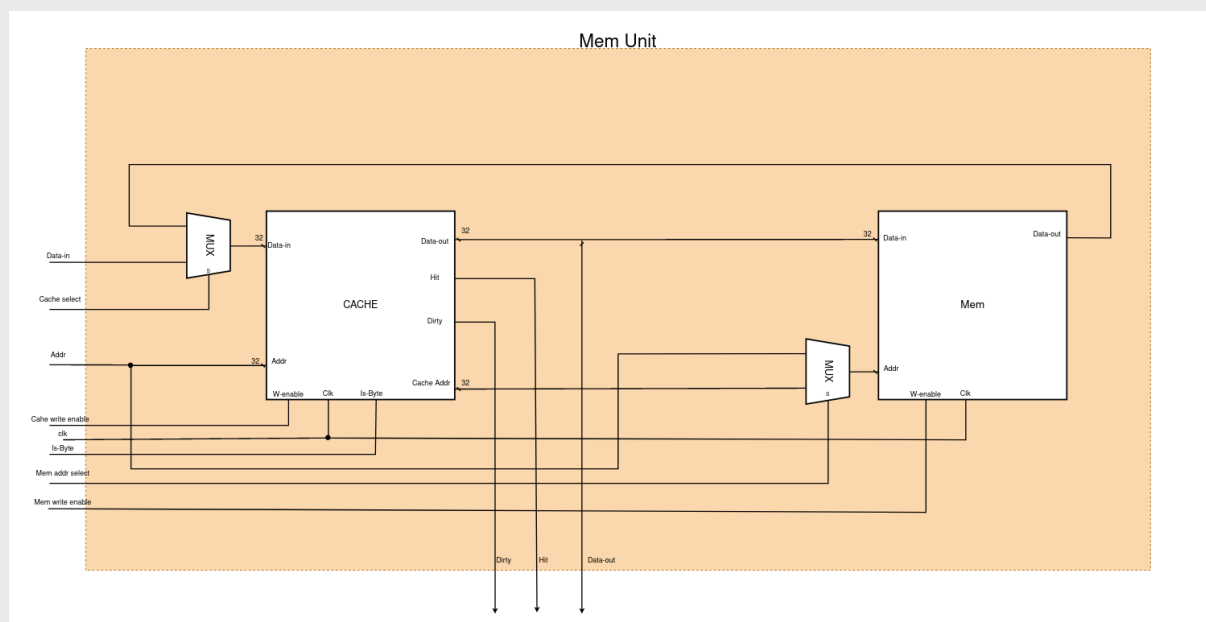 Mem Unit
MUX
s
Data-in
Cache select
Addr
32
Data-in
32
Addr
CACHE
Data-out
32
Hit
Dirty
Cache Addr
32
W-enable
Clk
Is-Byte
Cahe write enable
clk
Is-Byte
Mem addr select
Mem write enable
MUX
s
32
Data-in
Data-out
Mem
Addr
W-enable
Clk
Dirty
Hit
Data-out